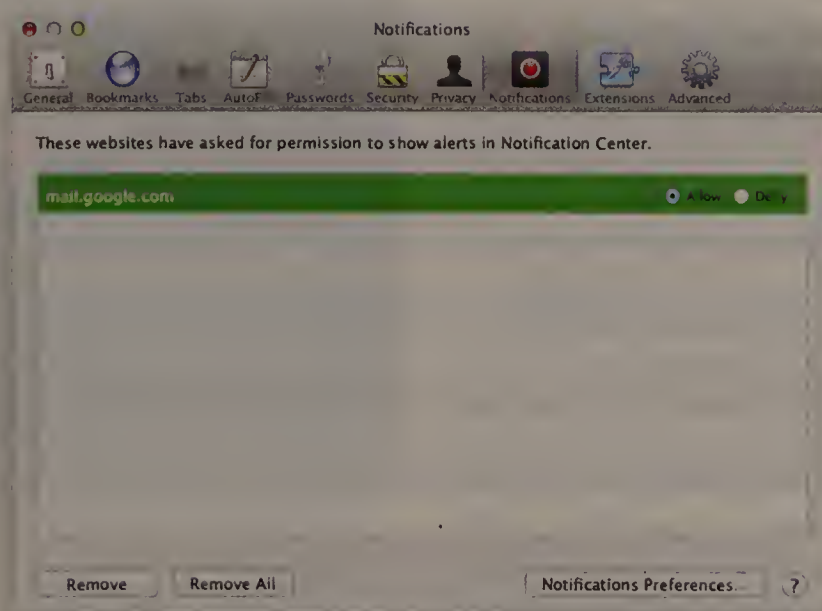 Notifications
General Bookmarks Tabs Passwords Security Privacy Notifications Extensions Advanced
These websites have asked for permission to show alerts in Notification Center.
mail.google.com Allow Deny
Remove Remove All Notifications Preferences... ?